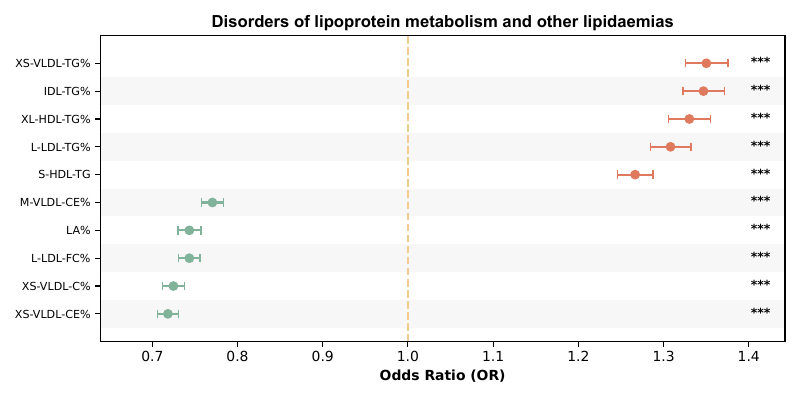 Disorders of lipoprotein metabolism and other lipidaemias
XS-VLDL-TG% ***
IDL-TG% ***
XL-HDL-TG% ***
L-LDL-TG% ***
S-HDL-TG ***
M-VLDL-CE% ***
LA% ***
L-LDL-FC% ***
XS-VLDL-C% ***
XS-VLDL-CE% ***
0.7 0.8 0.9 1.0 1.1 1.2 1.3 1.4
Odds Ratio (OR)